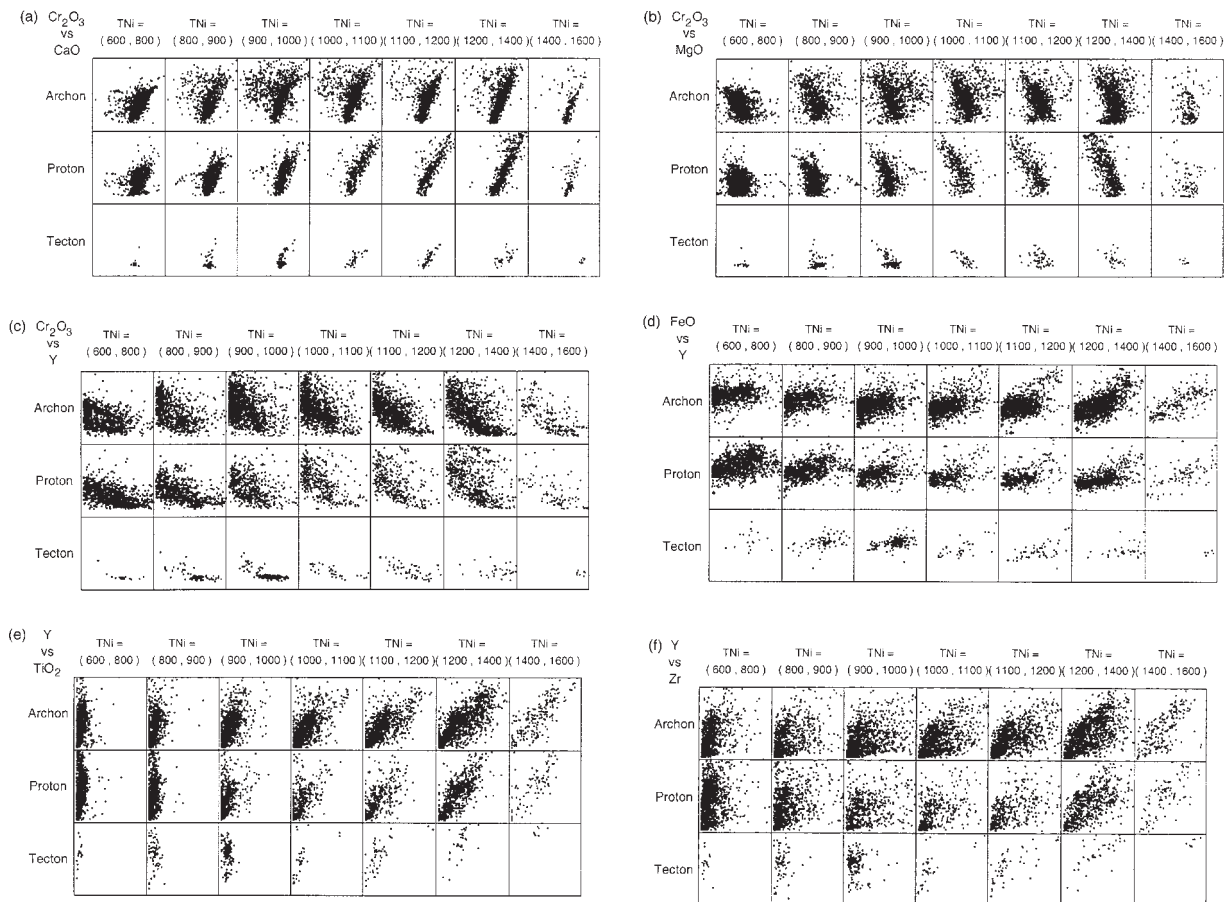 (a) Cr2O3 vs CaO
TNi = TNi = TNi = TNi = TNi = TNi = TNi =
( 600 , 800 ) ( 800 , 900 ) ( 900 , 1000 ) ( 1000 , 1100 )( 1100 , 1200 )( 1200 , 1400 )( 1400 , 1600 )
Archon
Proton
Tecton
(b) Cr2O3 vs MgO
TNi = TNi = TNi = TNi = TNi = TNi = TNi =
( 600 , 800 ) ( 800 , 900 ) ( 900 , 1000 ) ( 1000 , 1100 )( 1100 , 1200 )( 1200 , 1400 )( 1400 , 1600 )
Archon
Proton
Tecton
(c) Cr2O3 vs Y
TNi = TNi = TNi = TNi = TNi = TNi = TNi =
( 600 , 800 ) ( 800 , 900 ) ( 900 , 1000 ) ( 1000 , 1100 )( 1100 , 1200 )( 1200 , 1400 )( 1400 , 1600 )
Archon
Proton
Tecton
(d) FeO vs Y
TNi = TNi = TNi = TNi = TNi = TNi = TNi =
( 600 , 800 ) ( 800 , 900 ) ( 900 , 1000 ) ( 1000 , 1100 )( 1100 , 1200 )( 1200 , 1400 )( 1400 , 1600 )
Archon
Proton
Tecton
(e) Y vs TiO2
TNi = TNi = TNi = TNi = TNi = TNi = TNi =
( 600 , 800 ) ( 800 , 900 ) ( 900 , 1000 ) ( 1000 , 1100 )( 1100 , 1200 )( 1200 , 1400 )( 1400 , 1600 )
Archon
Proton
Tecton
(f) Y vs Zr
TNi = TNi = TNi = TNi = TNi = TNi = TNi =
( 600 , 800 ) ( 800 , 900 ) ( 900 , 1000 ) ( 1000 , 1100 )( 1100 , 1200 )( 1200 , 1400 )( 1400 , 1600 )
Archon
Proton
Tecton